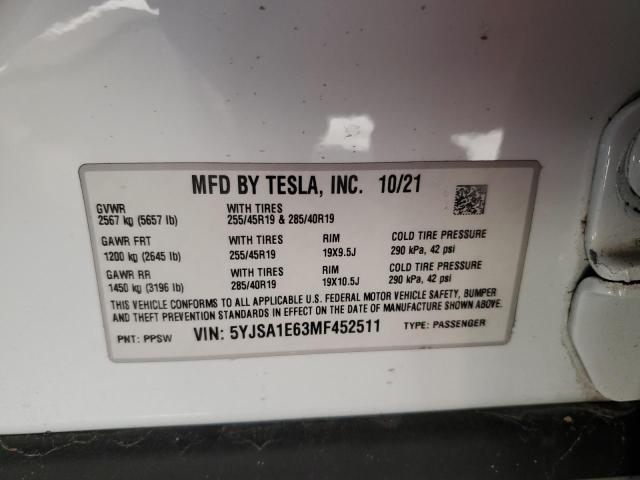 MFD BY TESLA, INC. 10/21
GVWR WITH TIRES
2567 kg (5657 lb) 255/45R19 & 285/40R19
GAWR FRT WITH TIRES RIM COLD TIRE PRESSURE
1200 kg (2645 lb) 255/45R19 19X9.5J 290 kPa, 42 psi
GAWR RR WITH TIRES RIM COLD TIRE PRESSURE
1450 kg (3196 lb) 285/40R19 19X10.5J 290 kPa, 42 psi
THIS VEHICLE CONFORMS TO ALL APPLICABLE U.S. FEDERAL MOTOR VEHICLE SAFETY, BUMPER
AND THEFT PREVENTION STANDARDS IN EFFECT ON THE DATE OF MANUFACTURE SHOWN ABOVE.
PNT: PPSW VIN: 5YJSA1E63MF452511 TYPE: PASSENGER